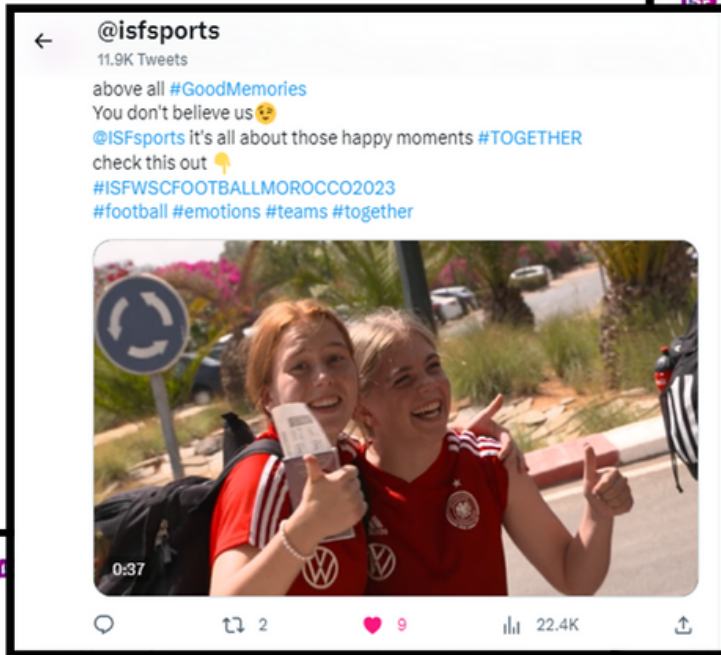 @isfsports
11.9K Tweets
above all #GoodMemories
You don't believe us😉
@ISFsports it's all about those happy moments #TOGETHER
check this out 👇
#ISFWSCFOOTBALLMOROCCO2023
#football #emotions #teams #together
0:37
2
9
22.4K